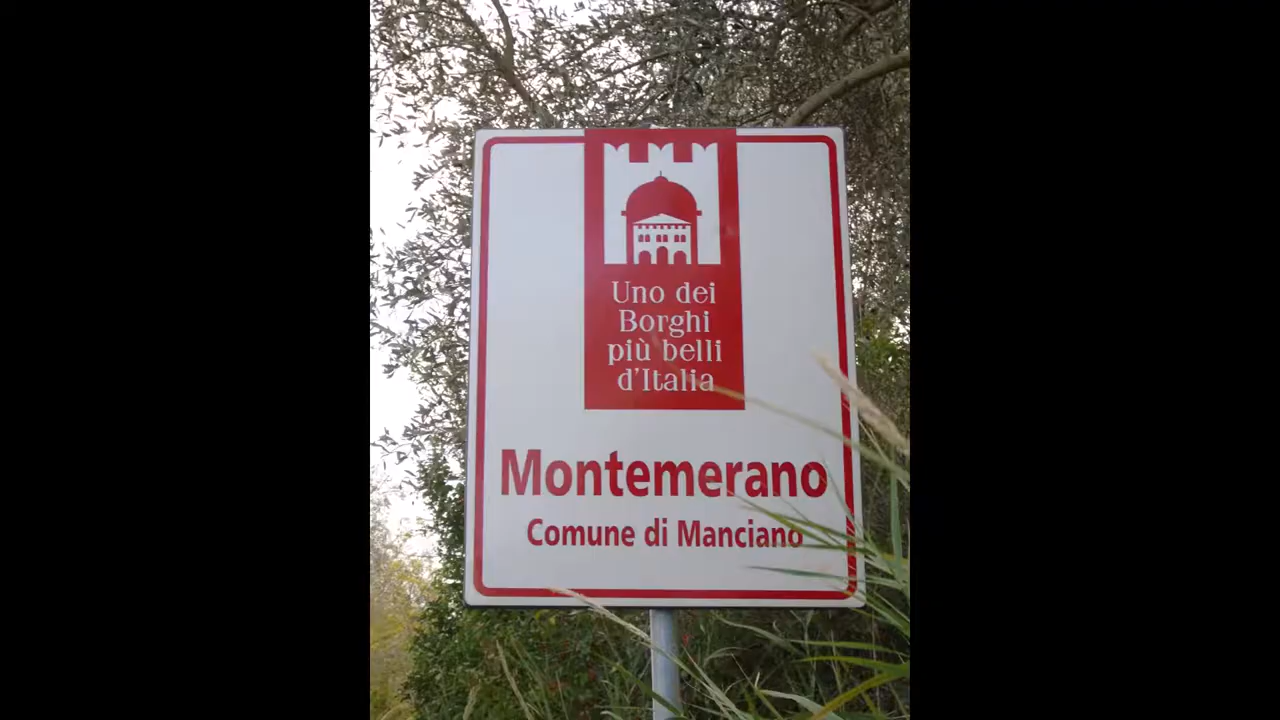 Uno dei
Borghi
più belli
d'Italia
Montemerano
Comune di Manciano